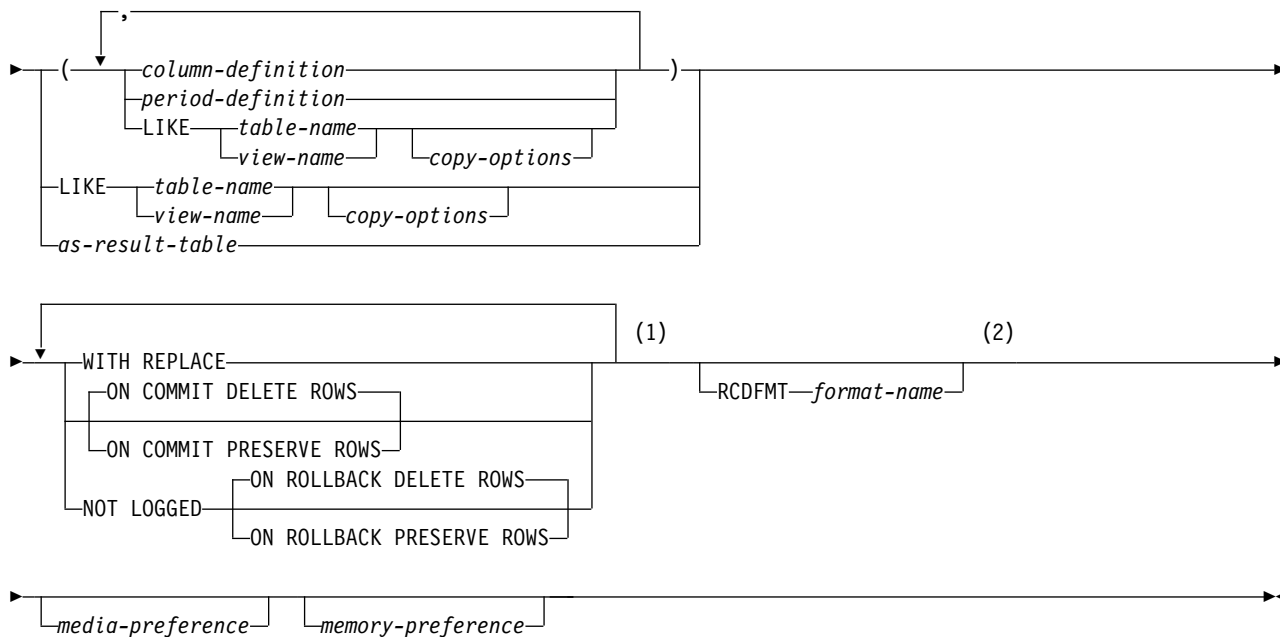 ,
( column-definition )
period-definition
LIKE table-name
view-name copy-options
LIKE table-name
view-name copy-options
as-result-table
(1) (2)
WITH REPLACE
RCDFMT format-name
ON COMMIT DELETE ROWS
ON COMMIT PRESERVE ROWS
ON ROLLBACK DELETE ROWS
NOT LOGGED
ON ROLLBACK PRESERVE ROWS
media-preference memory-preference